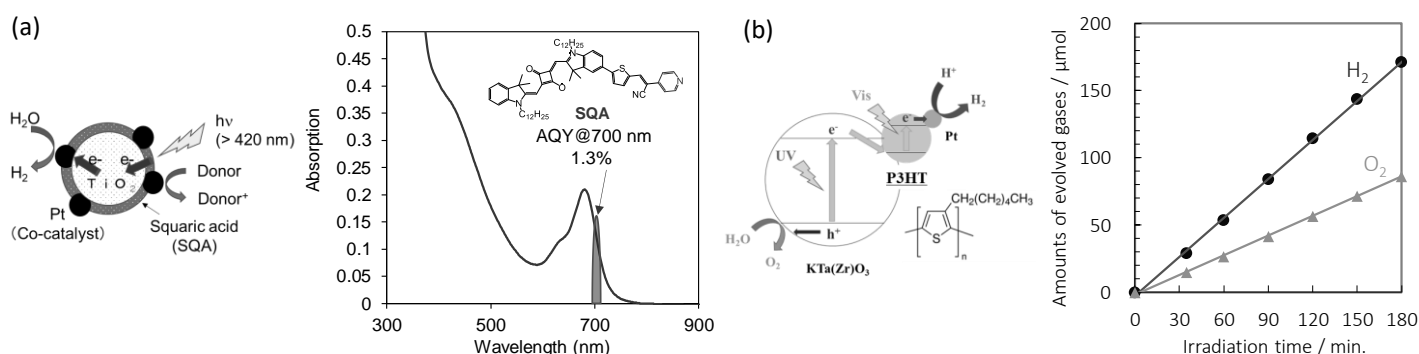 (a)
H2O
H2
hν
(> 420 nm)
e-
e-
TiO2
Donor
Donor+
Pt
(Co-catalyst)
Squaric acid
(SQA)
Absorption
0.5
0.45
0.4
0.35
0.3
0.25
0.2
0.15
0.1
0.05
0
300
500
700
900
Wavelength (nm)
C12H25
N
O
O
S
N
CN
N
C12H25
SQA
AQY@700 nm
1.3%
(b)
H+
H2
Vis
e-
Pt
e-
UV
P3HT
CH2(CH2)4CH3
S
n
h+
H2O
O2
KTa(Zr)O3
Amounts of evolved gases / μmol
200
150
100
50
0
H2
O2
0
30
60
90
120
150
180
Irradiation time / min.